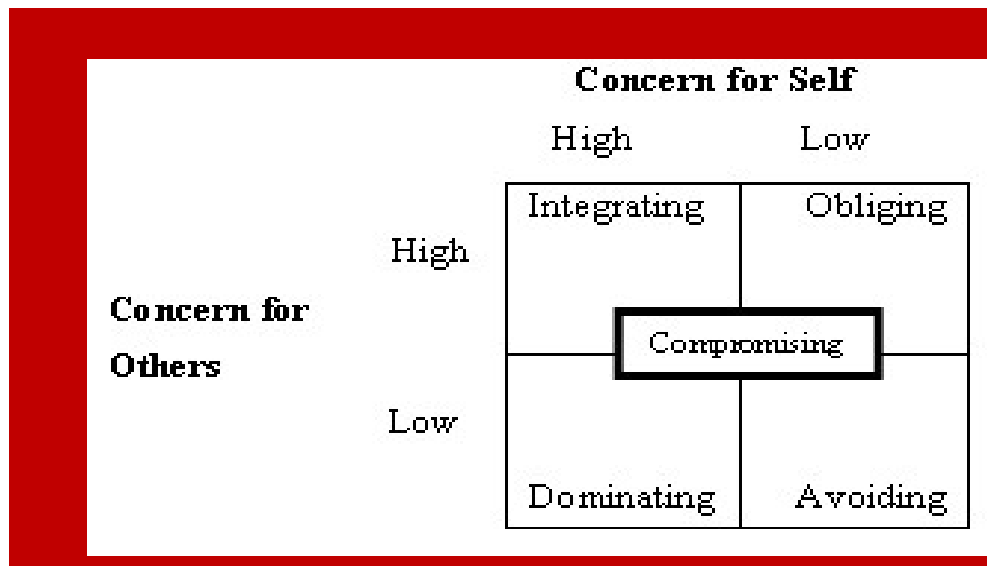 Concern for Self
High Low
Integrating Obliging
High
Concern for
Others
Compromising
Low
Dominating Avoiding